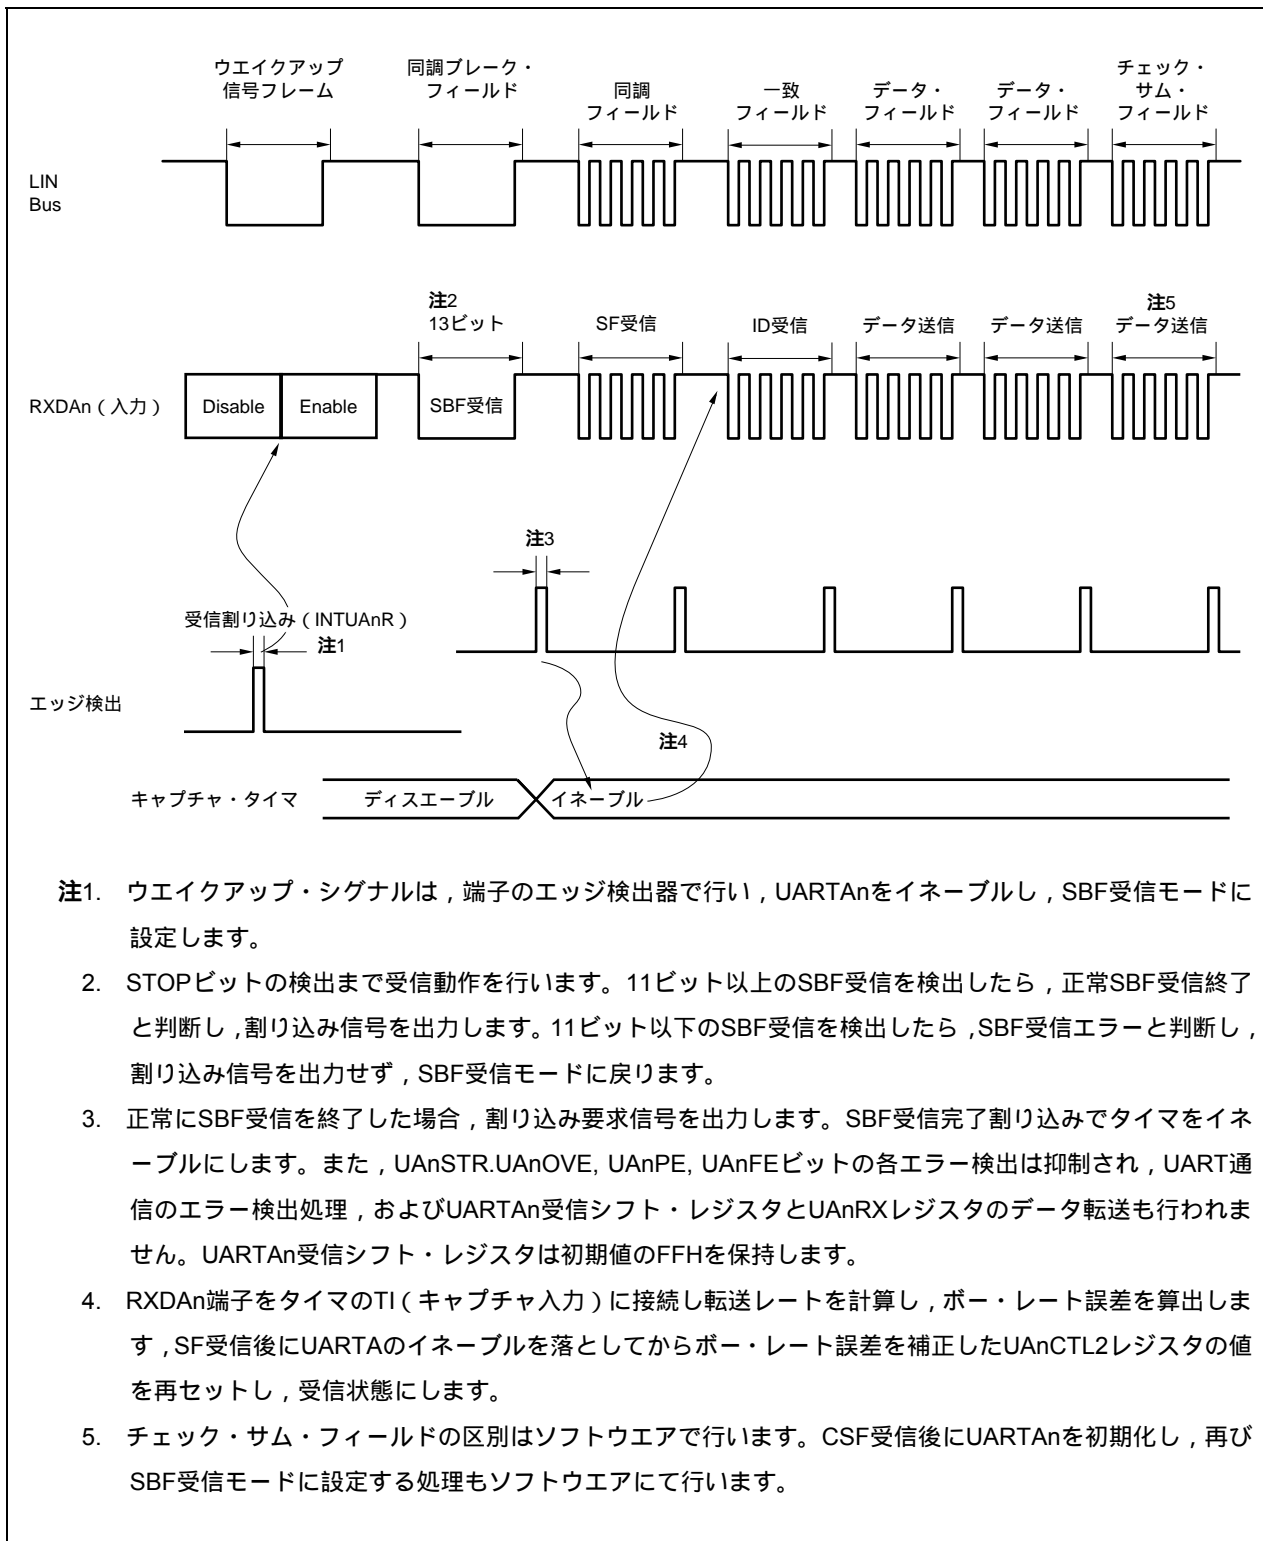 ウエイクアップ
信号フレーム
同調ブレーク・
フィールド
同調
フィールド
一致
フィールド
データ・
フィールド
データ・
フィールド
チェック・
サム・
フィールド
LIN
Bus
注2
13ビット
SF受信
ID受信
データ送信
データ送信
注5
データ送信
RXDAn（入力）
Disable
Enable
SBF受信
注3
受信割り込み（INTUAnR）
注1
エッジ検出
注4
キャプチャ・タイマ
ディスエーブル
イネーブル
注1. ウエイクアップ・シグナルは，端子のエッジ検出器で行い，UARTAnをイネーブルし，SBF受信モードに
設定します。
2. STOPビットの検出まで受信動作を行います。11ビット以上のSBF受信を検出したら，正常SBF受信終了
と判断し，割り込み信号を出力します。11ビット以下のSBF受信を検出したら，SBF受信エラーと判断し，
割り込み信号を出力せず，SBF受信モードに戻ります。
3. 正常にSBF受信を終了した場合，割り込み要求信号を出力します。SBF受信完了割り込みでタイマをイネ
ーブルにします。また，UAnSTR.UAnOVE, UAnPE, UAnFEビットの各エラー検出は抑制され，UART通
信のエラー検出処理，およびUARTAn受信シフト・レジスタとUAnRXレジスタのデータ転送も行われま
せん。UARTAn受信シフト・レジスタは初期値のFFHを保持します。
4. RXDAn端子をタイマのTI（キャプチャ入力）に接続し転送レートを計算し，ボー・レート誤差を算出しま
す，SF受信後にUARTAのイネーブルを落としてからボー・レート誤差を補正したUAnCTL2レジスタの値
を再セットし，受信状態にします。
5. チェック・サム・フィールドの区別はソフトウエアで行います。CSF受信後にUARTAnを初期化し，再び
SBF受信モードに設定する処理もソフトウエアにて行います。